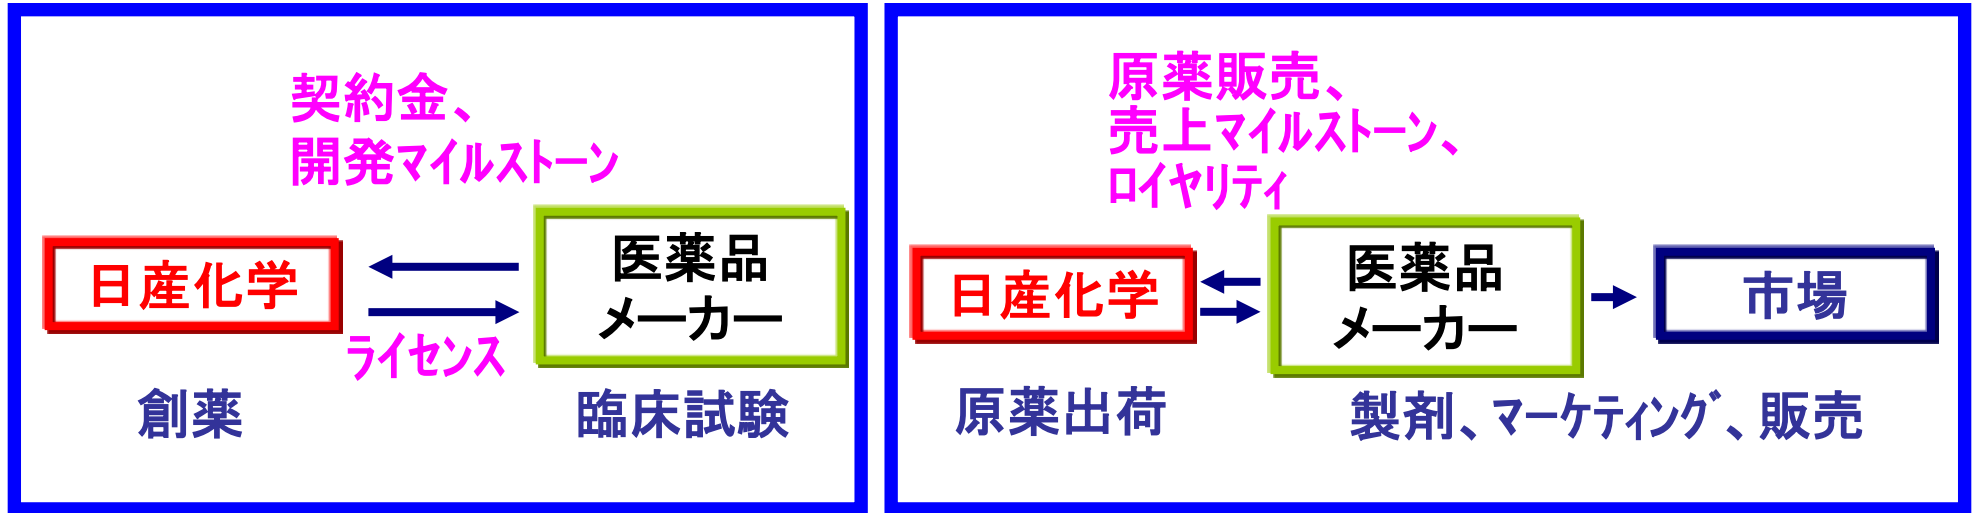 契約金、
開発マイルストーン
日産化学
医薬品
メーカー
ライセンス
創薬
臨床試験
原薬販売、
売上マイルストーン、
ロイヤリティ
日産化学
医薬品
メーカー
市場
原薬出荷
製剤、マーケティング、販売